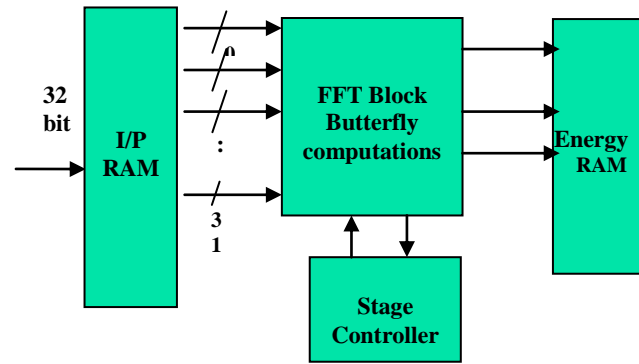 32
bit
I/P
RAM
0
:
3
1
FFT Block
Butterfly
computations
Energy
RAM
Stage
Controller